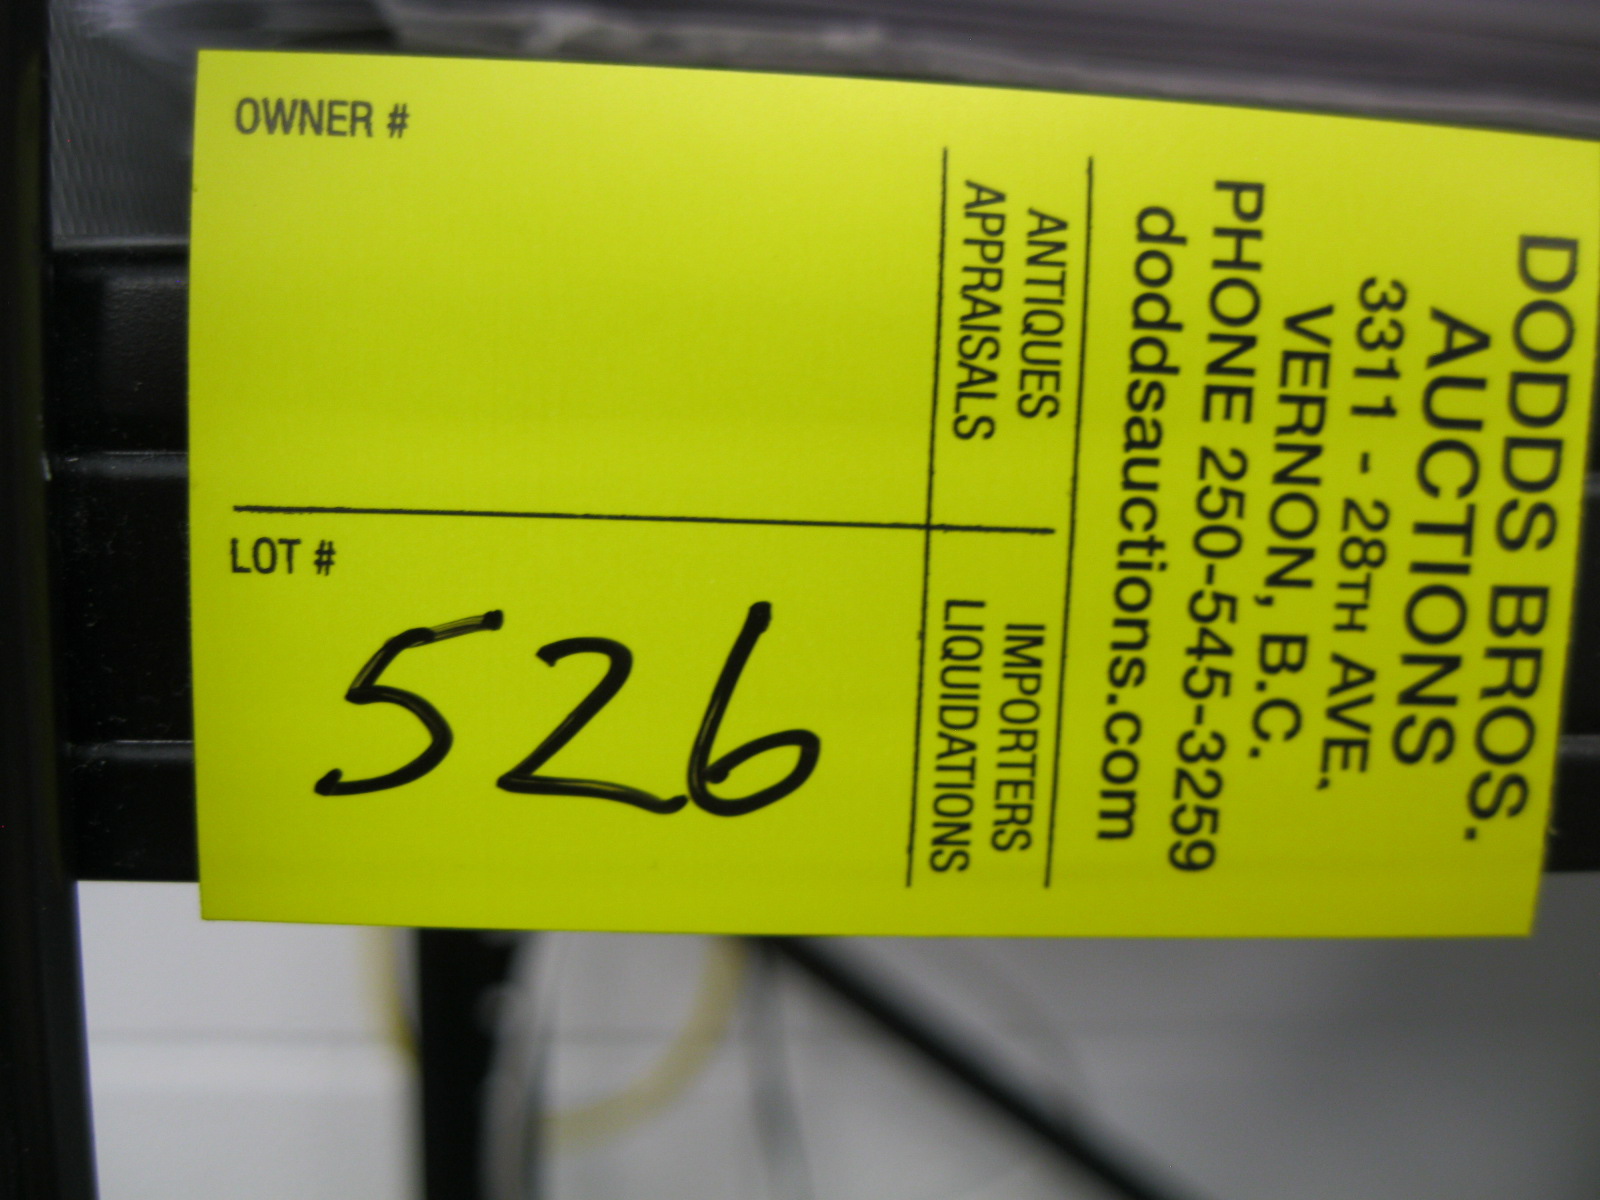 DODDS BROS.
AUCTIONS
3311 - 28TH AVE.
VERNON, B.C.
PHONE 250-545-3259
doddsauctions.com
ANTIQUES
APPRAISALS
IMPORTERS
LIQUIDATIONS
OWNER #
LOT #
526